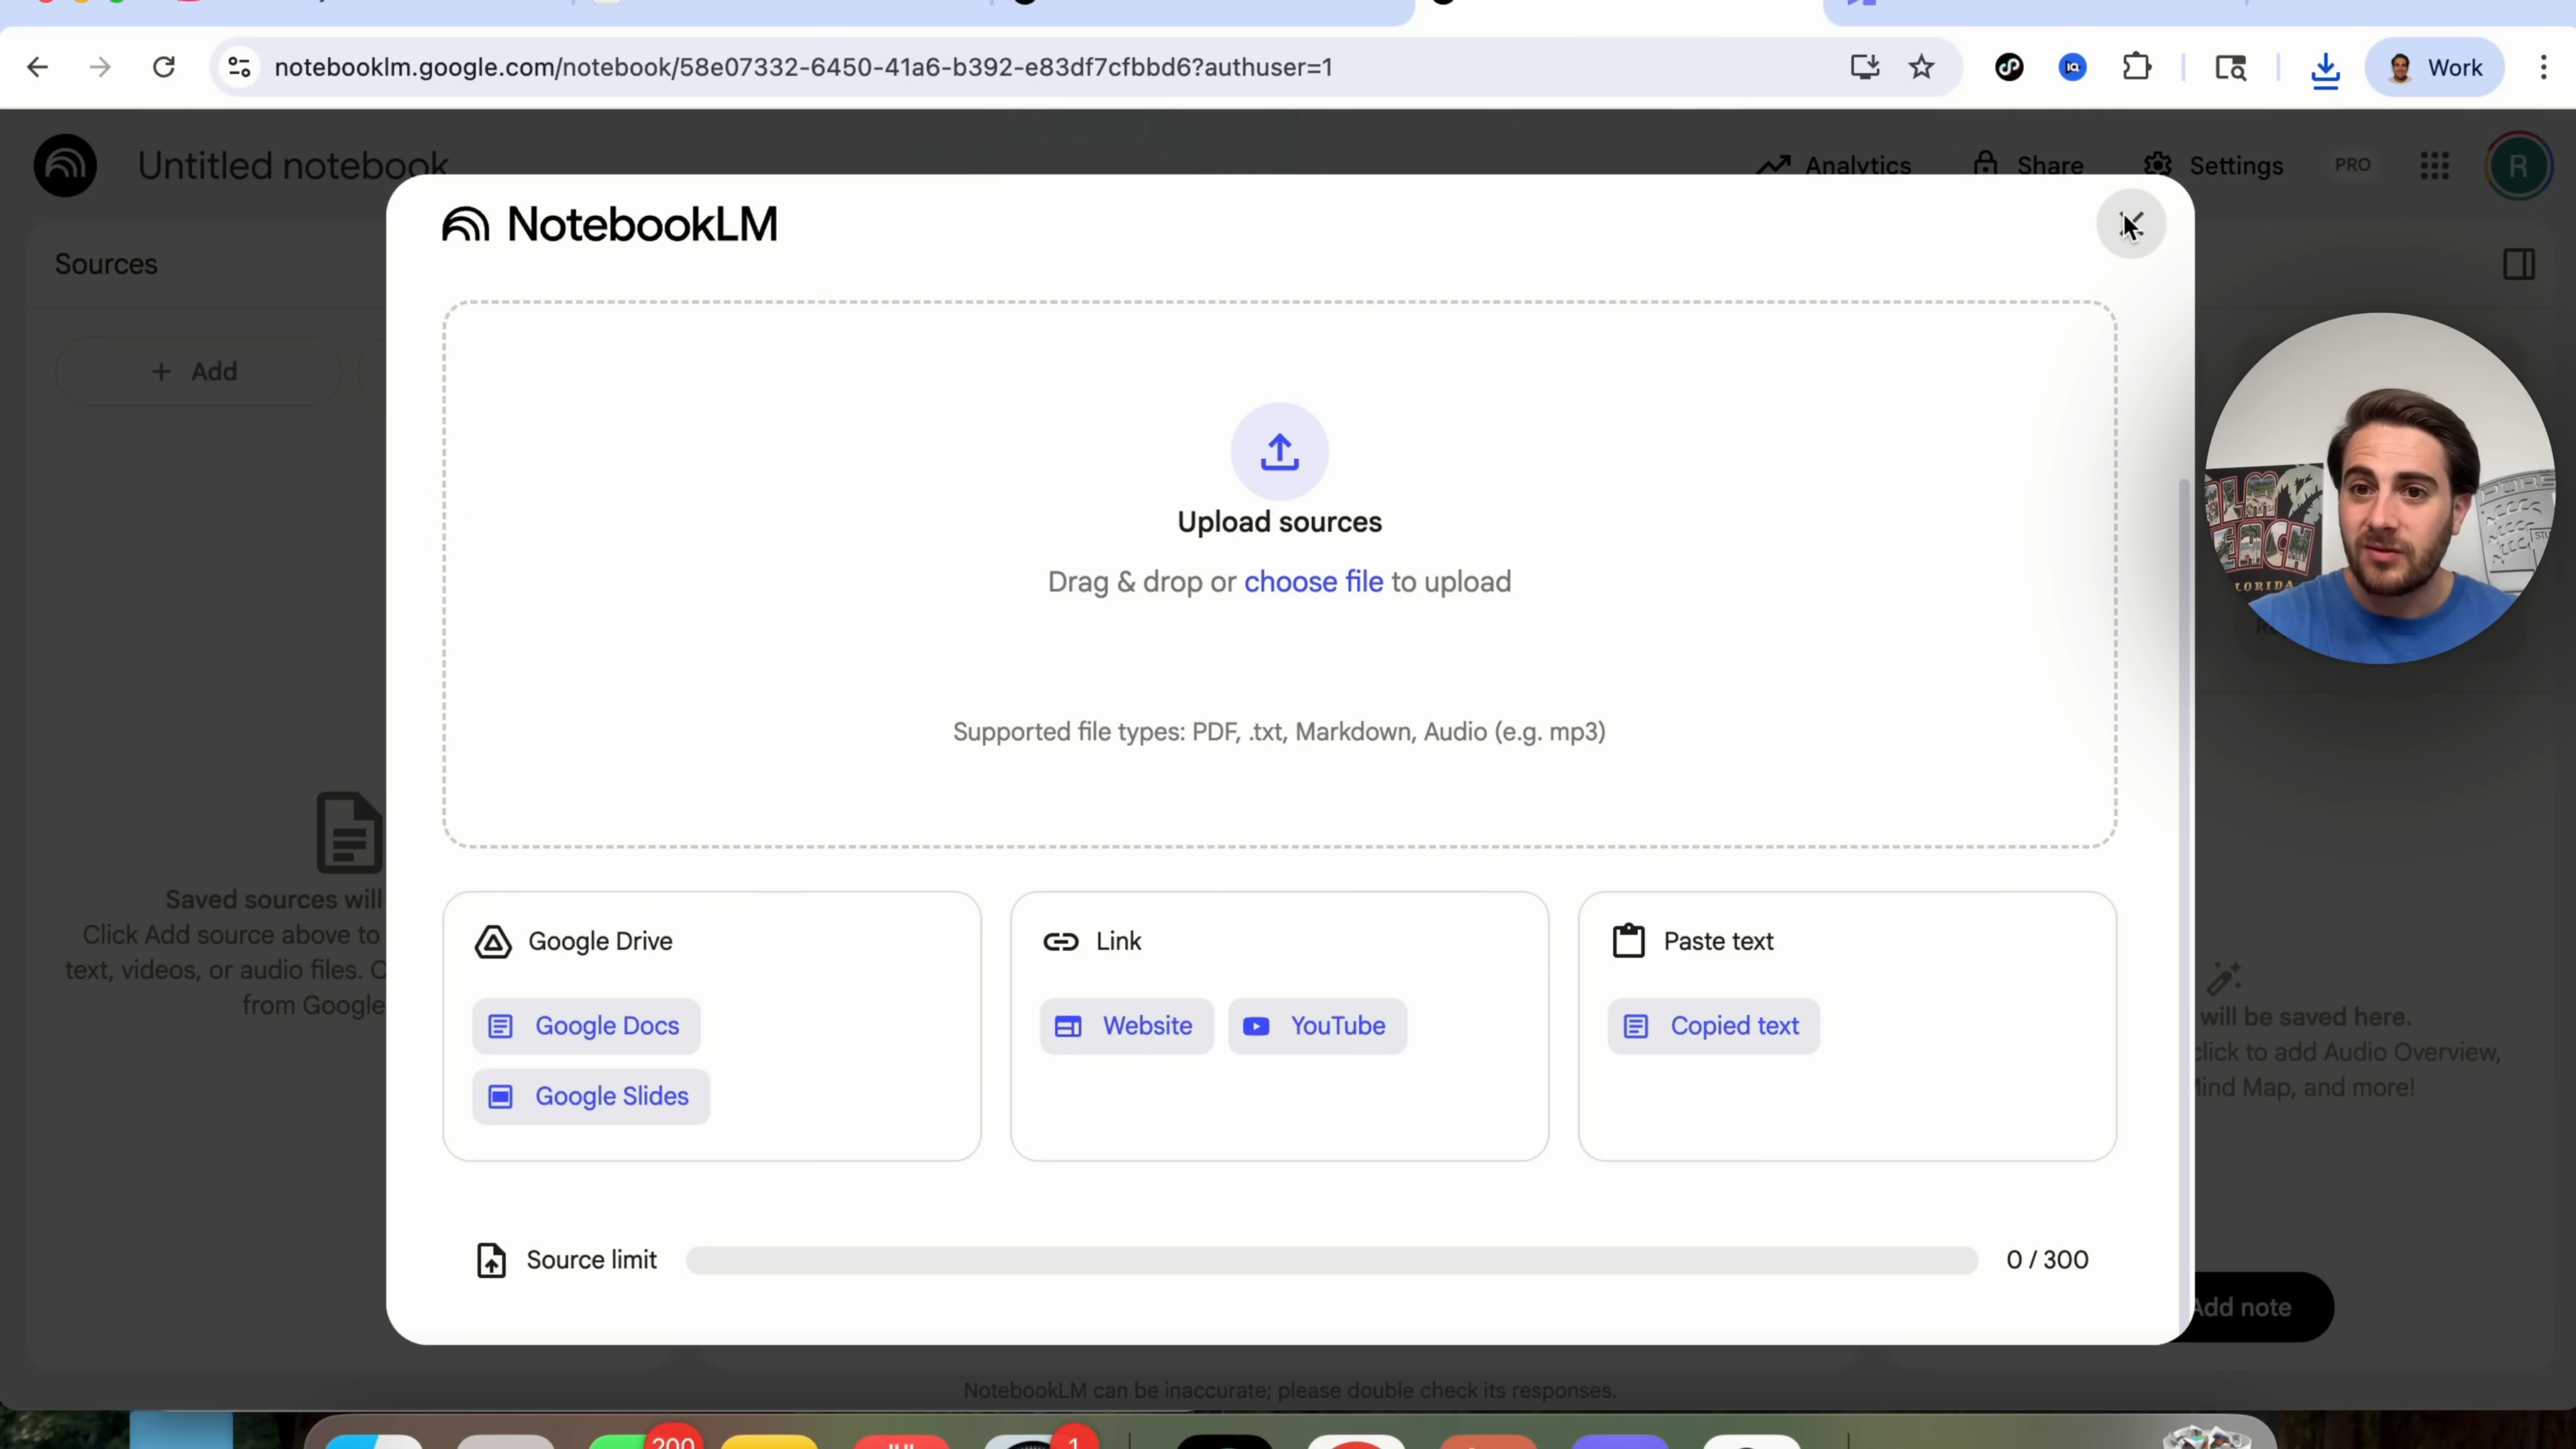 notebooklm.google.com/notebook/58e07332-6450-41a6-b392-e83df7cfbbd6?authuser=1
Work
Untitled notebook
Analytics
Share
Settings
PRO
R
NotebookLM
Sources
+ Add
Upload sources
Drag & drop or choose file to upload
Supported file types: PDF, .txt, Markdown, Audio (e.g. mp3)
Saved sources will
Click Add source above to
text, videos, or audio files.
from Google
Google Drive
Google Docs
Google Slides
Link
Website
YouTube
Paste text
Copied text
will be saved here.
click to add Audio Overview,
Mind Map, and more!
Source limit
0 / 300
Add note
NotebookLM can be inaccurate; please double check its responses.
200
1